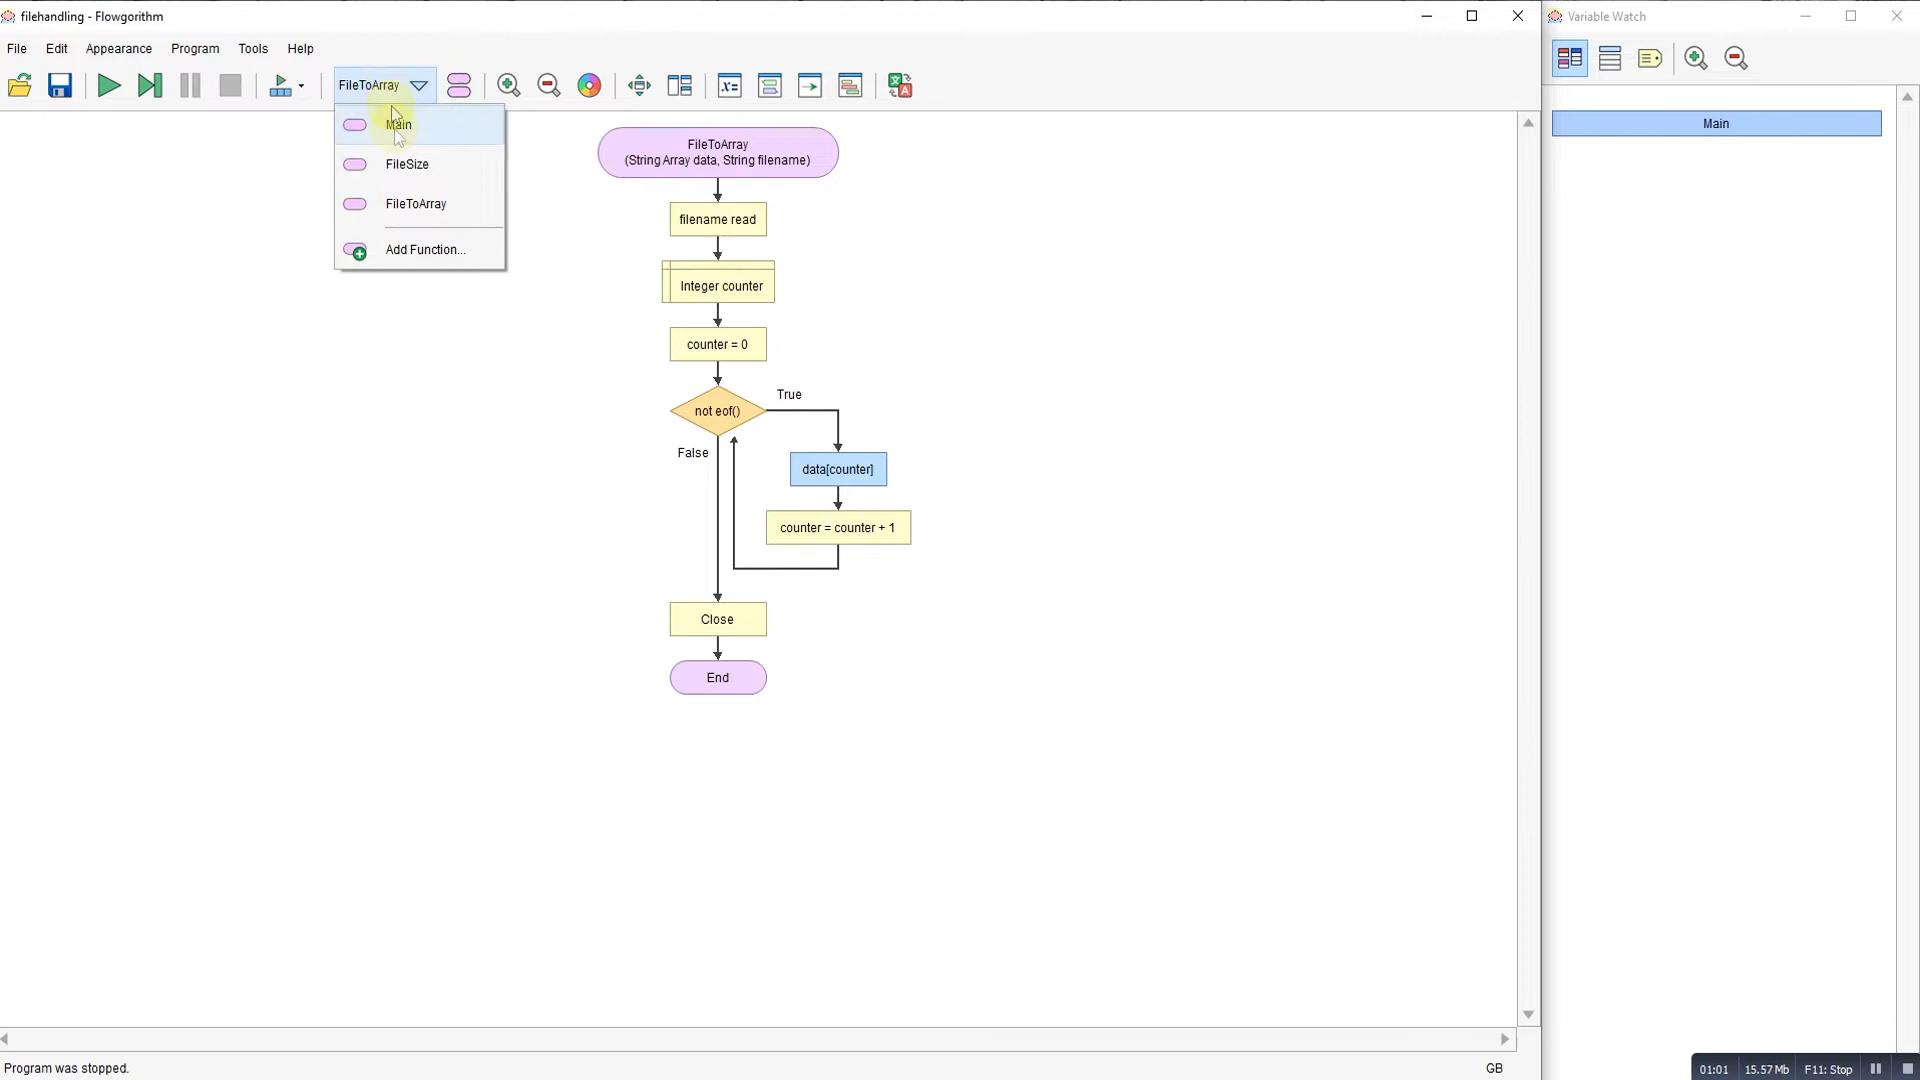 filehandling - Flowgorithm
Variable Watch
File Edit Appearance Program Tools Help
FileToArray
Main
FileSize
FileToArray
Add Function...
FileToArray
(String Array data, String filename)
filename read
Integer counter
counter = 0
not eof()
True
False
data[counter]
counter = counter + 1
Close
End
Main
Program was stopped.
GB
01:01 15.57Mb F11: Stop